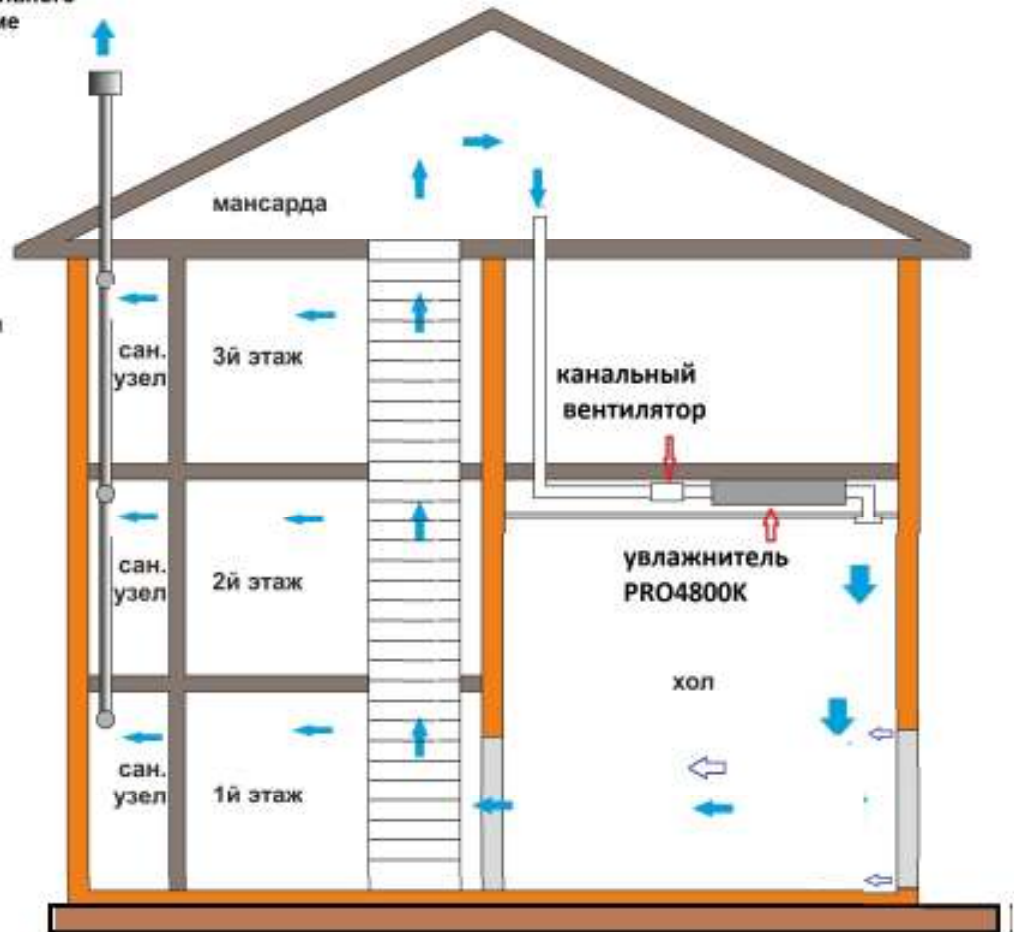 мансарда
сан.
узел
3й этаж
канальный
вентилятор
сан.
узел
2й этаж
увлажнитель
PRO4800K
хол
сан.
узел
1й этаж